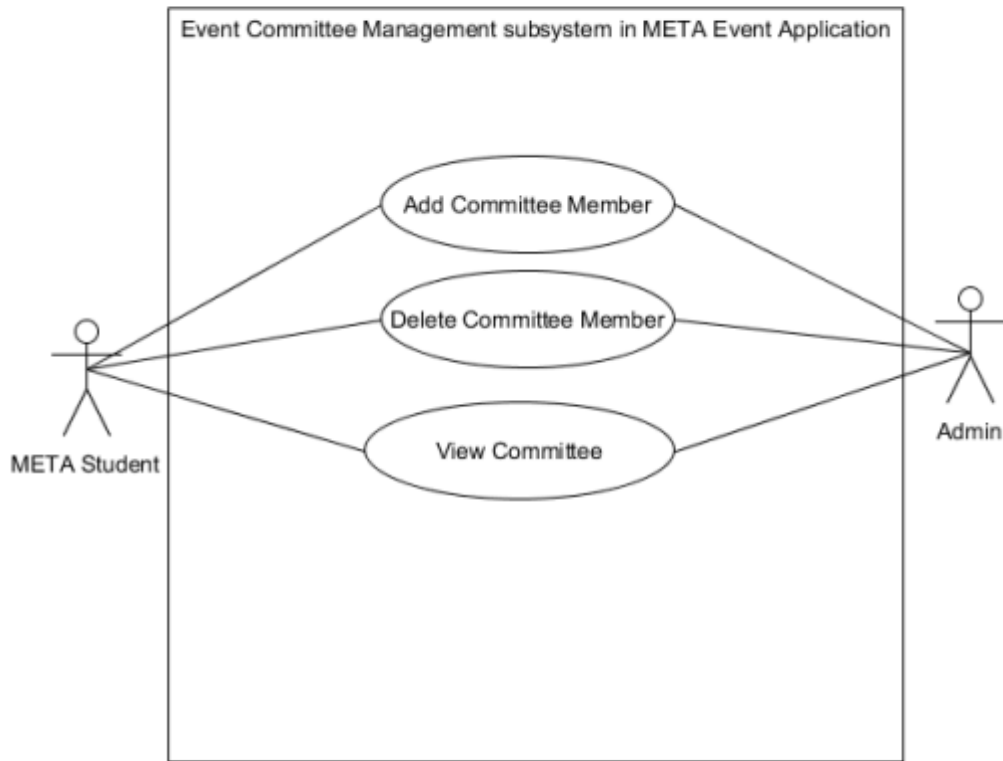 Event Committee Management subsystem in META Event Application
Add Committee Member
Delete Committee Member
View Committee
META Student
Admin